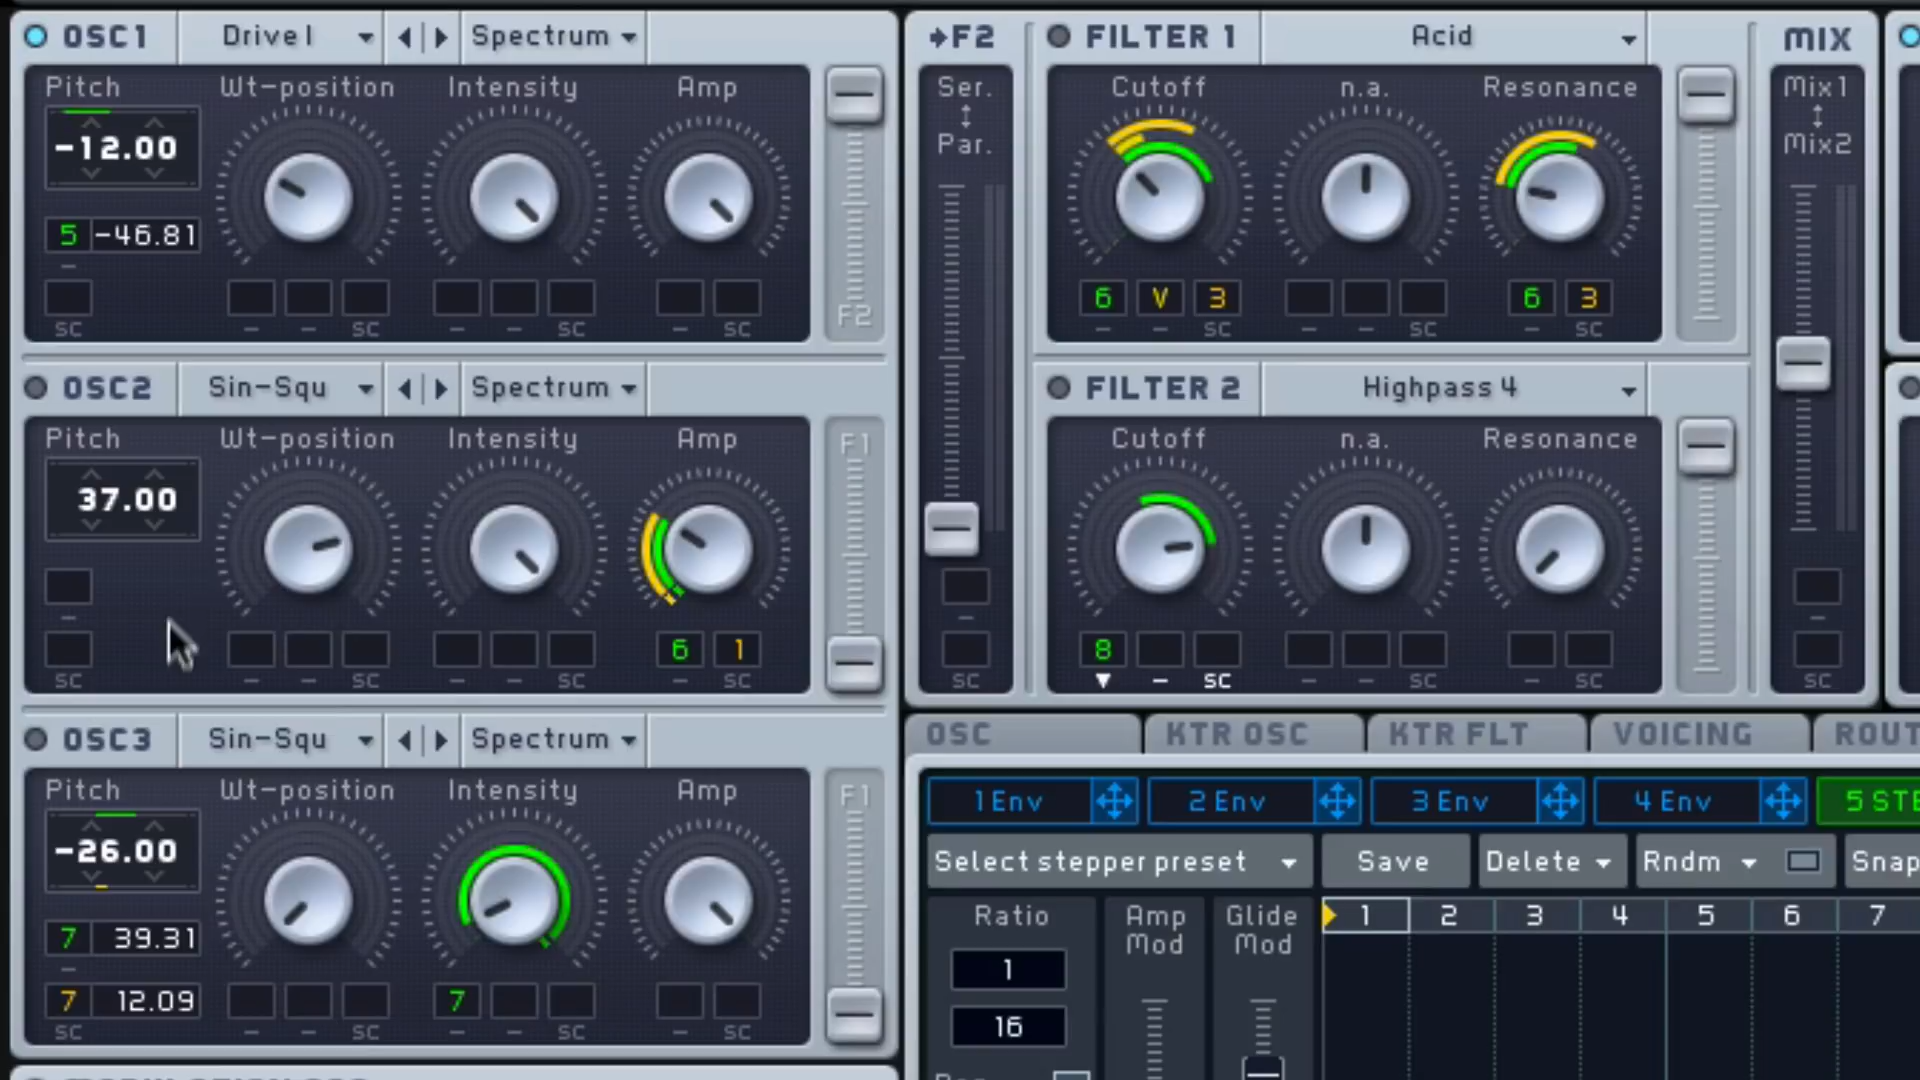 OSC1 Drive I Spectrum
Pitch Wt-position Intensity Amp
-12.00
5 -46.81
–
– – SC – – SC – SC
SC
F2
OSC2 Sin-Squ Spectrum
Pitch Wt-position Intensity Amp F1
37.00
–
6 1
SC – – SC – – SC – SC
OSC3 Sin-Squ Spectrum
Pitch Wt-position Intensity Amp F1
-26.00
7 39.31
–
7 12.09 7
SC – – SC – – SC – SC
F2
Ser.
Par.
SC
FILTER 1 Acid
Cutoff n.a. Resonance
6 V 3 6 3
– – SC – – SC – SC
FILTER 2 Highpass 4
Cutoff n.a. Resonance
8
– SC – – SC – SC
MIX
Mix1
Mix2
SC
OSC KTR OSC KTR FLT VOICING ROUT
1 Env 2 Env 3 Env 4 Env 5 STE
Select stepper preset Save Delete Rndm Snap
Ratio Amp Mod Glide Mod 1 2 3 4 5 6 7
1
16